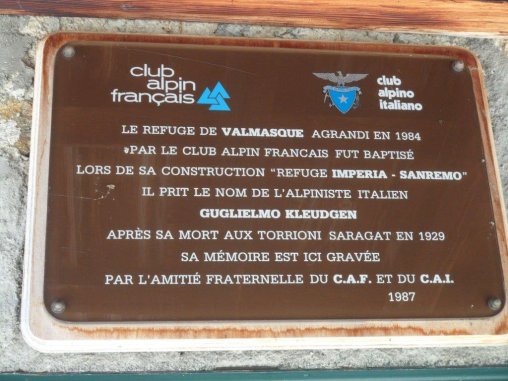 club
alpin
français
club
alpino
italiano
LE REFUGE DE VALMASQUE AGRANDI EN 1984
PAR LE CLUB ALPIN FRANCAIS FUT BAPTISÉ
LORS DE SA CONSTRUCTION "REFUGE IMPERIA - SANREMO"
IL PRIT LE NOM DE L'ALPINISTE ITALIEN
GUGLIELMO KLEUDGEN
APRÈS SA MORT AUX TORRIONI SARAGAT EN 1929
SA MÉMOIRE EST ICI GRAVÉE
PAR L'AMITIÉ FRATERNELLE DU C.A.F. ET DU C.A.I.
1987